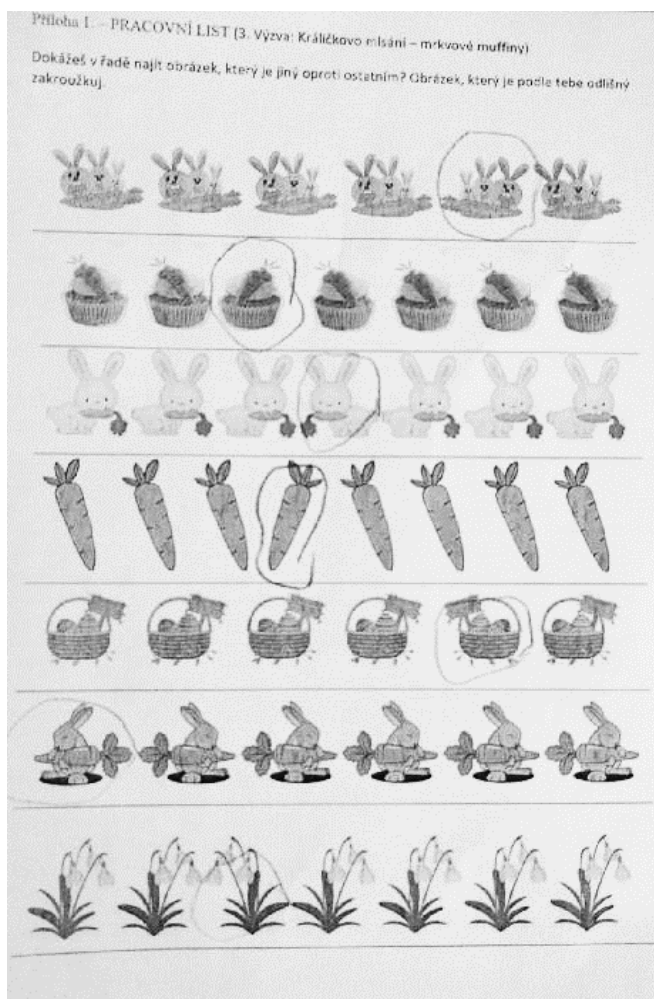 Příloha 1. – PRACOVNÍ LIST (3. Výzva: Králíčkovo mlsání – mrkvové muffiny)
Dokážeš v řadě najít obrázek, který je jiný oproti ostatním? Obrázek, který je podle tebe odlišný
zakroužkuj.